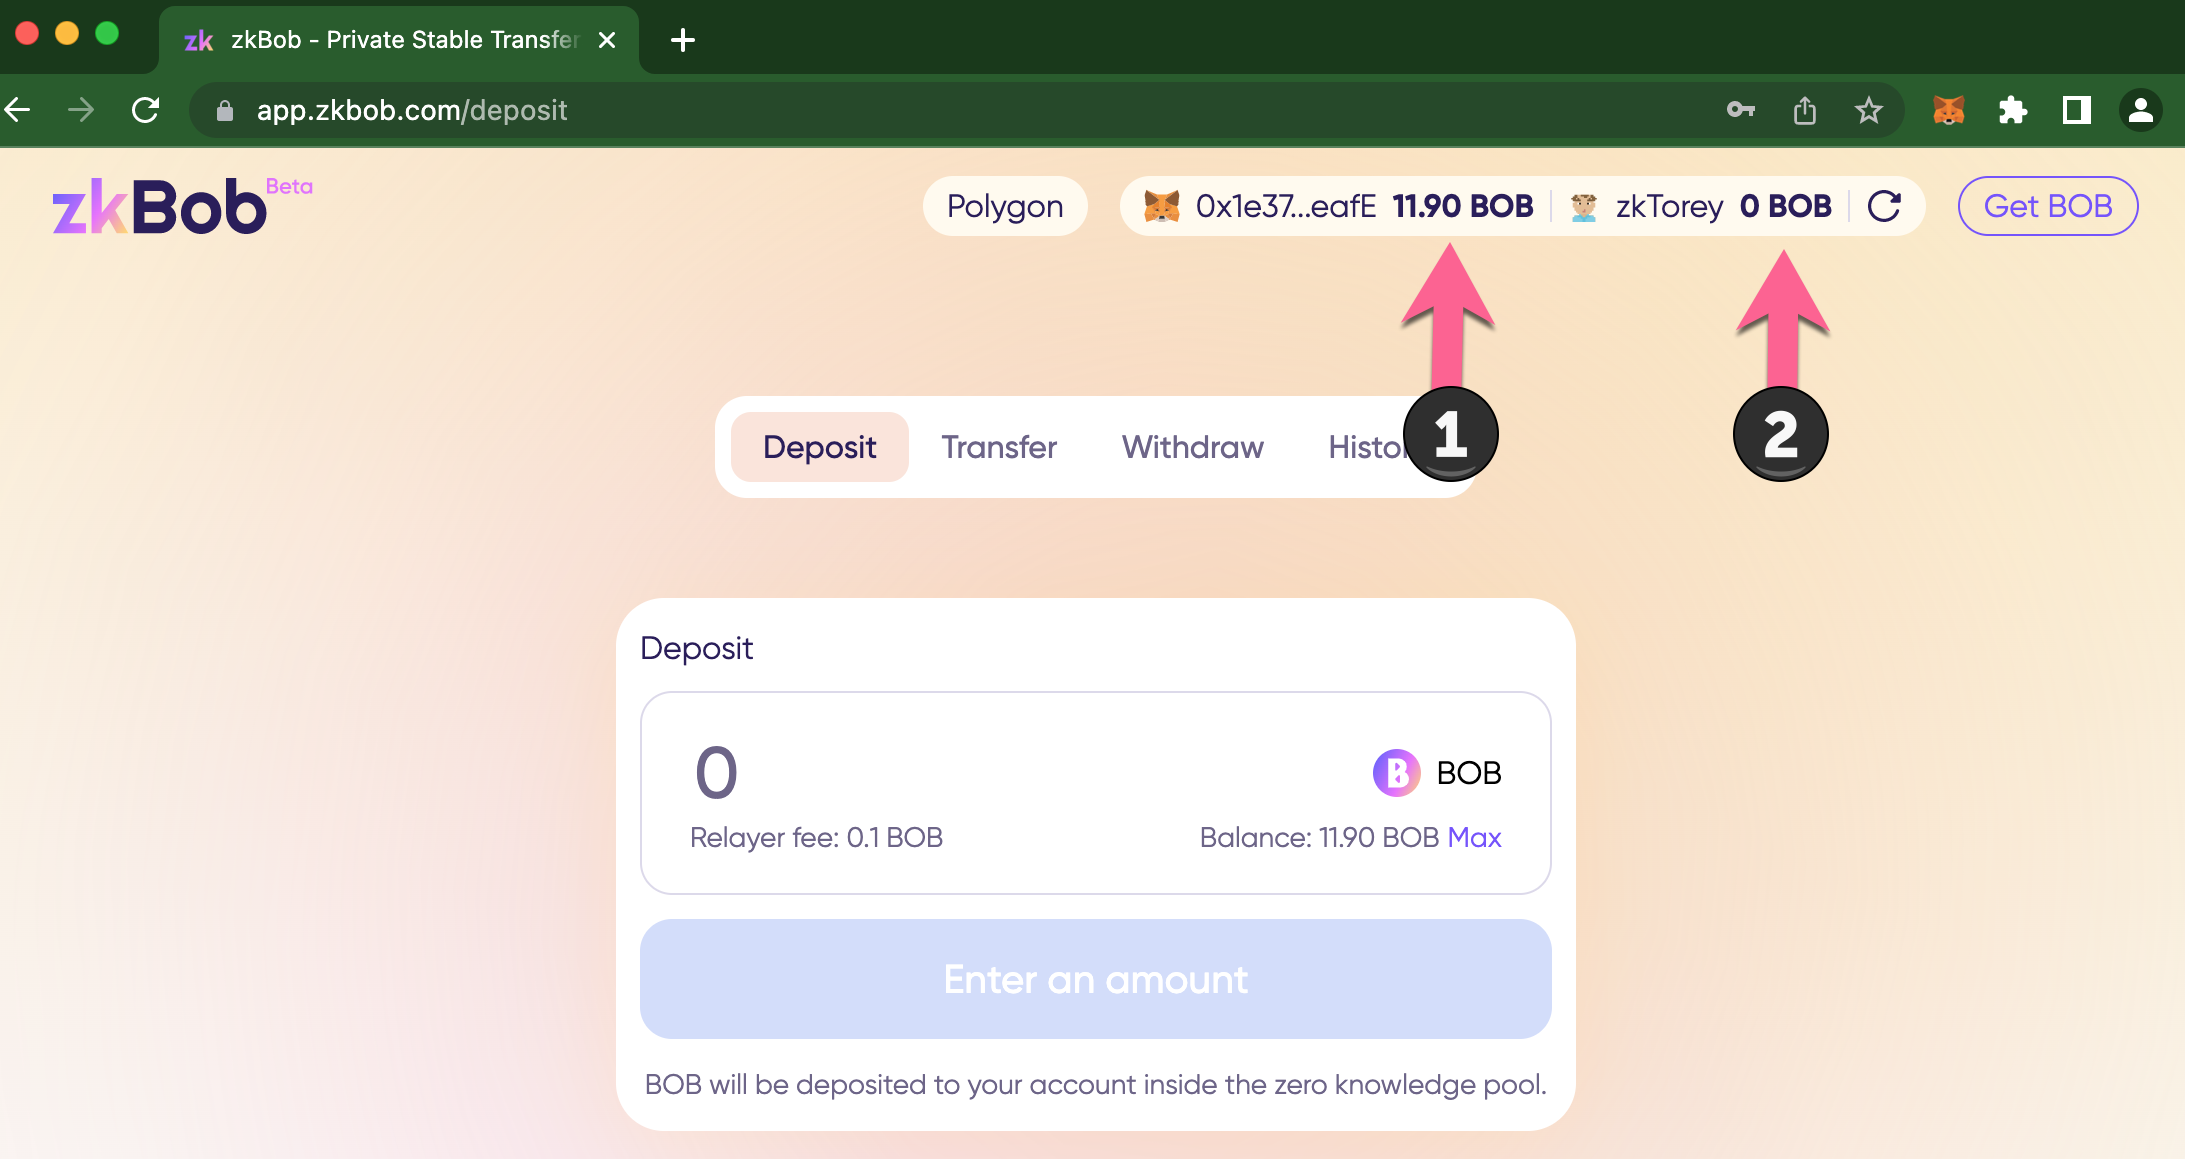 zk zkBob - Private Stable Transfer
app.zkbob.com/deposit
zkBob Beta
Polygon 0x1e37...eafE 11.90 BOB zkTorey 0 BOB Get BOB
Deposit Transfer Withdraw Histor
1 2
Deposit
0 B BOB
Relayer fee: 0.1 BOB Balance: 11.90 BOB Max
Enter an amount
BOB will be deposited to your account inside the zero knowledge pool.